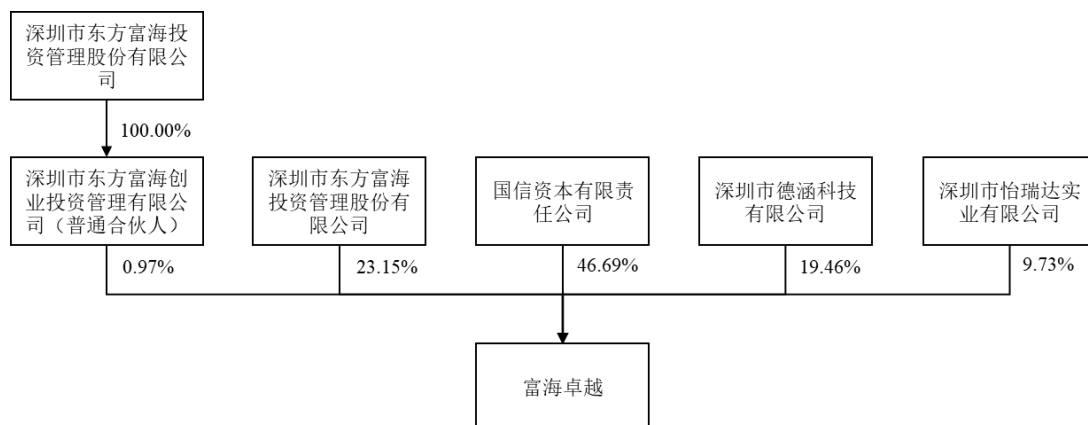 深圳市东方富海投
资管理股份有限公
司
100.00%
深圳市东方富海创
业投资管理有限公
司（普通合伙人）
深圳市东方富海
投资管理股份有
限公司
国信资本有限责
任公司
深圳市德涵科技
有限公司
深圳市怡瑞达实
业有限公司
0.97%
23.15%
46.69%
19.46%
9.73%
富海卓越